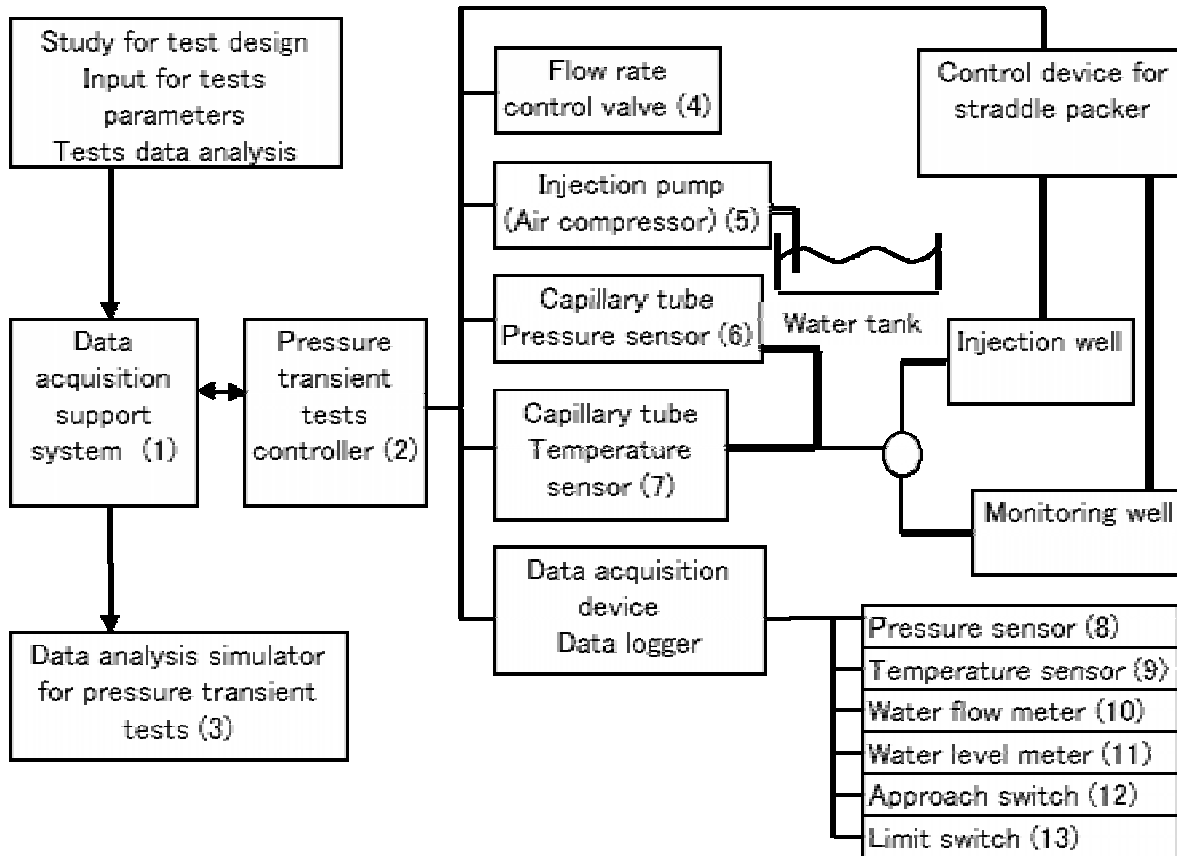 Study for test design
Input for tests
parameters
Tests data analysis
Data
acquisition
support
system (1)
Pressure
transient
tests
controller (2)
Data analysis simulator
for pressure transient
tests (3)
Flow rate
control valve (4)
Injection pump
(Air compressor) (5)
Capillary tube
Pressure sensor (6)
Capillary tube
Temperature
sensor (7)
Data acquisition
device
Data logger
Water tank
Control device for
straddle packer
Injection well
Monitoring well
Pressure sensor (8)
Temperature sensor (9)
Water flow meter (10)
Water level meter (11)
Approach switch (12)
Limit switch (13)